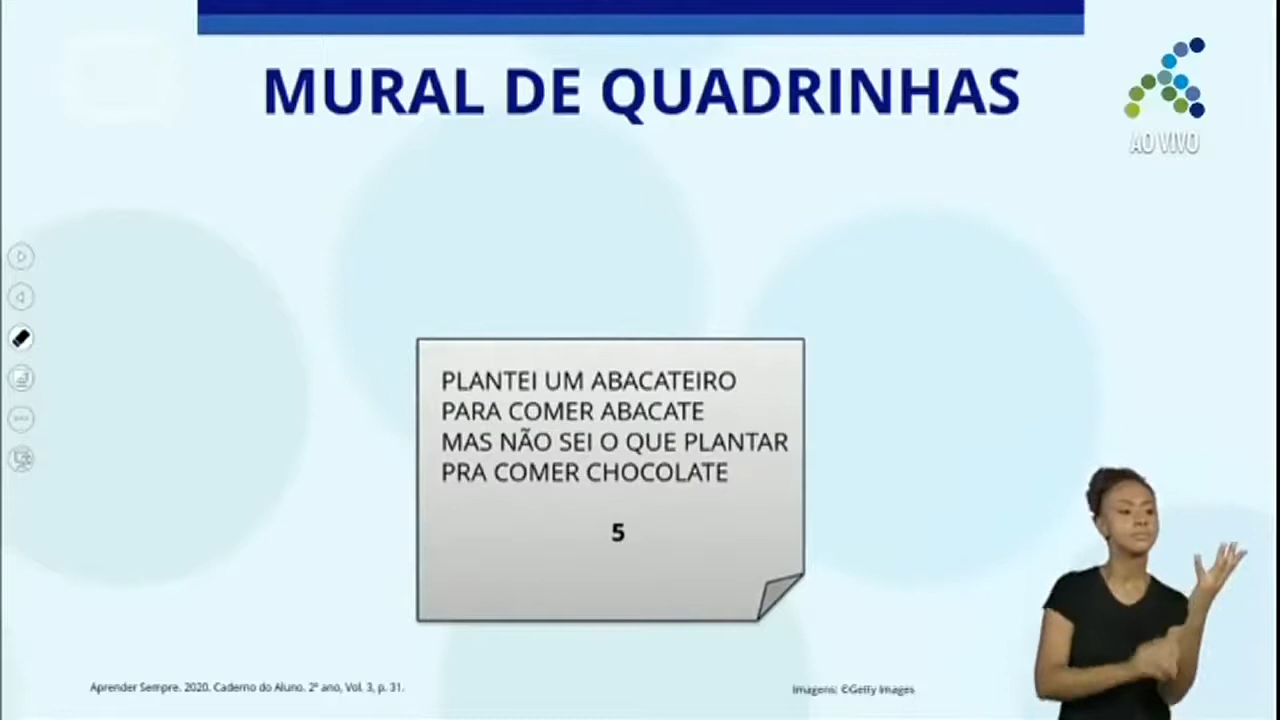 MURAL DE QUADRINHAS
AO VIVO
PLANTEI UM ABACATEIRO
PARA COMER ABACATE
MAS NÃO SEI O QUE PLANTAR
PRA COMER CHOCOLATE
5
Aprender Sempre. 2020. Caderno do Aluno. 2º ano, Vol. 3, p. 31.
Imagens: ©Getty Images